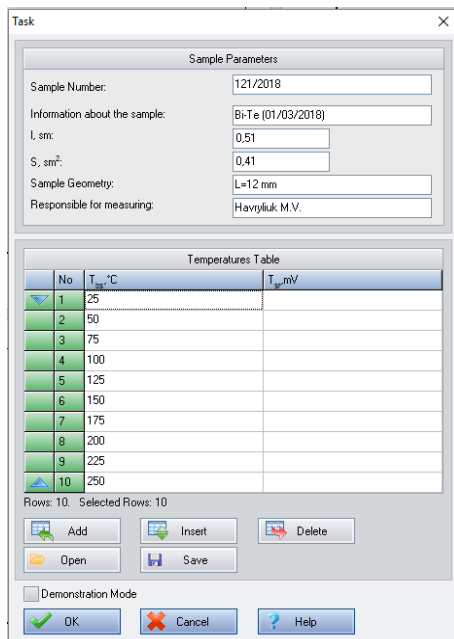 Task
Sample Parameters
Sample Number: 121/2018
Information about the sample: Bi-Te (01/03/2018)
l, sm: 0,51
S, sm²: 0,41
Sample Geometry: L=12 mm
Responsible for measuring: Havryliuk M.V.
Temperatures Table
No T_bs,°C T_sr,mV
1 25
2 50
3 75
4 100
5 125
6 150
7 175
8 200
9 225
10 250
Rows: 10. Selected Rows: 10
Add Insert Delete
Open Save
Demonstration Mode
OK Cancel Help